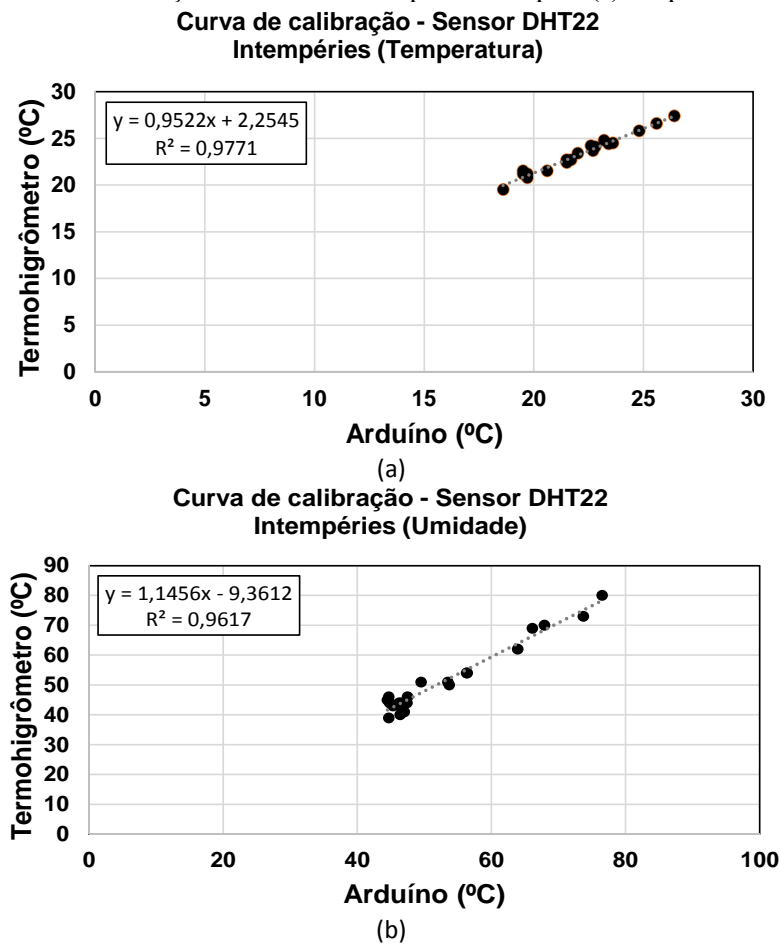 Curva de calibração - Sensor DHT22
Intempéries (Temperatura)
y = 0,9522x + 2,2545
R² = 0,9771
Termohigrômetro (ºC)
30
25
20
15
10
5
0
0 5 10 15 20 25 30
Arduíno (ºC)
(a)
Curva de calibração - Sensor DHT22
Intempéries (Umidade)
y = 1,1456x - 9,3612
R² = 0,9617
Termohigrômetro (ºC)
90
80
70
60
50
40
30
20
10
0
0 20 40 60 80 100
Arduíno (ºC)
(b)